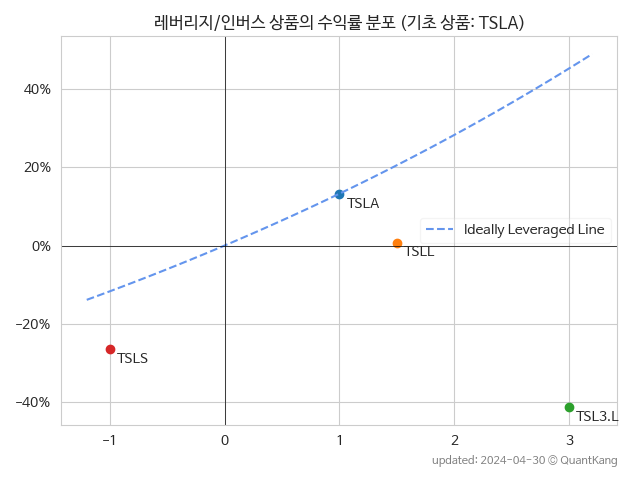 레버리지/인버스 상품의 수익률 분포 (기초 상품: TSLA)
40%
20%
0%
−20%
−40%
TSLA
Ideally Leveraged Line
TSLL
TSLS
TSL3.L
−1 0 1 2 3
updated: 2024-04-30 © QuantKang